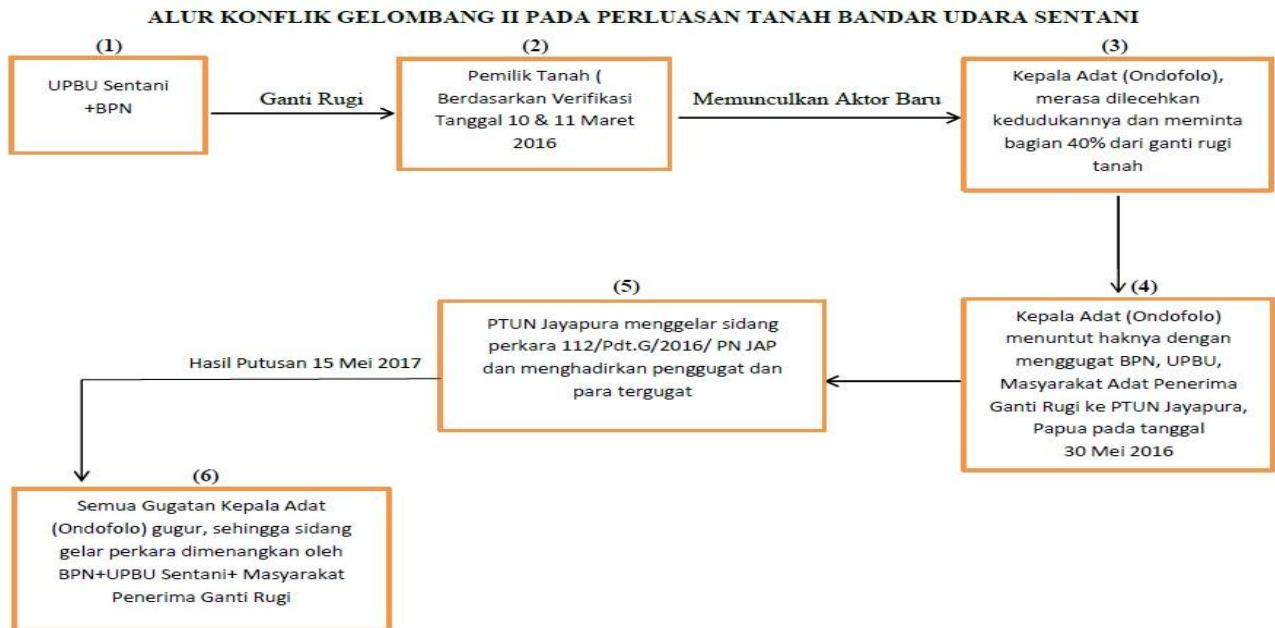 ALUR KONFLIK GELOMBANG II PADA PERLUASAN TANAH BANDAR UDARA SENTANI
(1)
UPBU Sentani
+BPN
Ganti Rugi
(2)
Pemilik Tanah (
Berdasarkan Verifikasi
Tanggal 10 & 11 Maret
2016
Memunculkan Aktor Baru
(3)
Kepala Adat (Ondofolo),
merasa dilecehkan
kedudukannya dan meminta
bagian 40% dari ganti rugi
tanah
(4)
Kepala Adat (Ondofolo)
menuntut haknya dengan
menggugat BPN, UPBU,
Masyarakat Adat Penerima
Ganti Rugi ke PTUN Jayapura,
Papua pada tanggal
30 Mei 2016
(5)
PTUN Jayapura menggelar sidang
perkara 112/Pdt.G/2016/ PN JAP
dan menghadirkan penggugat dan
para tergugat
Hasil Putusan 15 Mei 2017
(6)
Semua Gugatan Kepala Adat
(Ondofolo) gugur, sehingga sidang
gelar perkara dimenangkan oleh
BPN+UPBU Sentani+ Masyarakat
Penerima Ganti Rugi